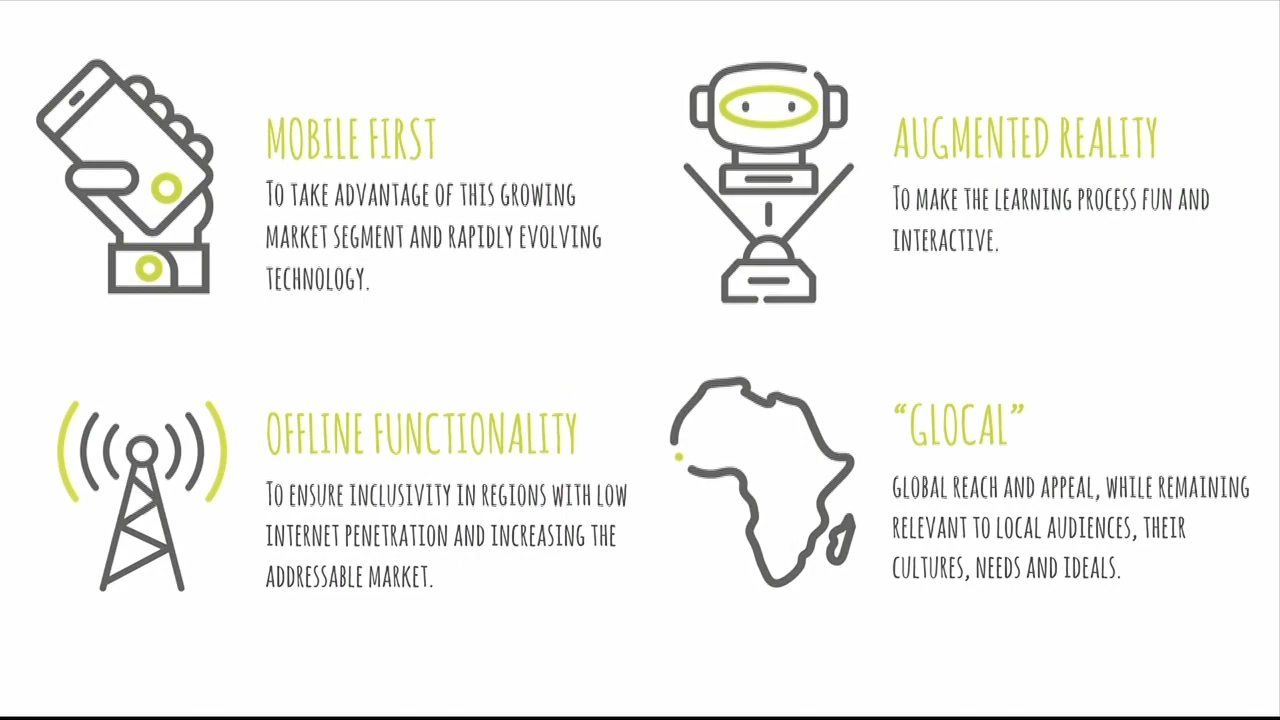 MOBILE FIRST
TO TAKE ADVANTAGE OF THIS GROWING
MARKET SEGMENT AND RAPIDLY EVOLVING
TECHNOLOGY.
AUGMENTED REALITY
TO MAKE THE LEARNING PROCESS FUN AND
INTERACTIVE.
OFFLINE FUNCTIONALITY
TO ENSURE INCLUSIVITY IN REGIONS WITH LOW
INTERNET PENETRATION AND INCREASING THE
ADDRESSABLE MARKET.
“GLOCAL”
GLOBAL REACH AND APPEAL, WHILE REMAINING
RELEVANT TO LOCAL AUDIENCES, THEIR
CULTURES, NEEDS AND IDEALS.